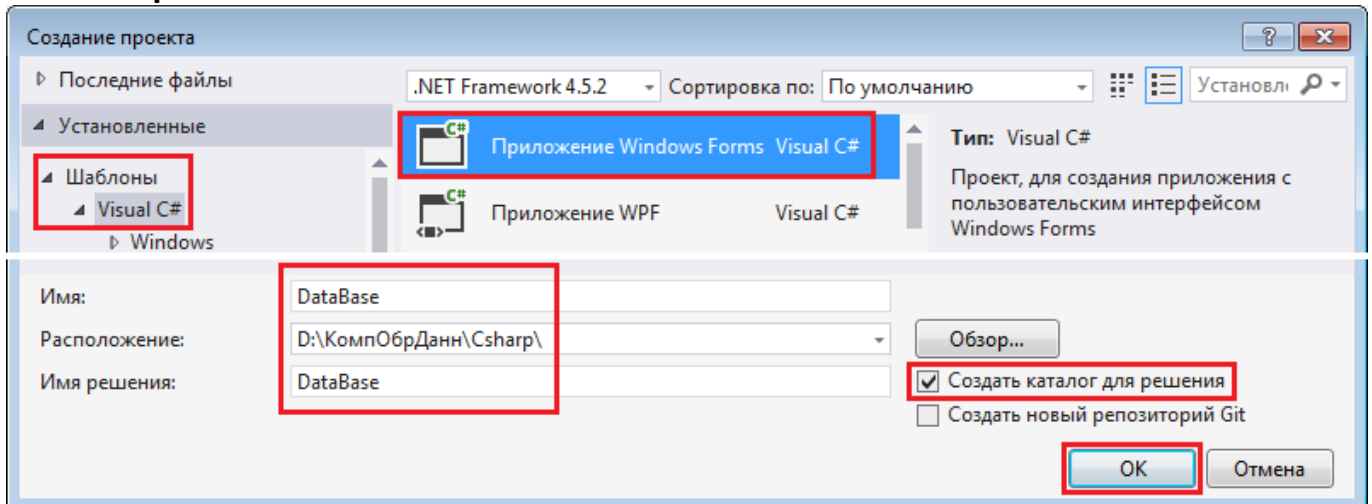 Создание проекта
Последние файлы
.NET Framework 4.5.2 Сортировка по: По умолчанию
Установленные
Приложение Windows Forms Visual C#
Тип: Visual C#
Шаблоны
Visual C#
Windows
Приложение WPF Visual C#
Проект, для создания приложения с
пользовательским интерфейсом
Windows Forms
Имя: DataBase
Расположение: D:\КомпОбрДанн\Csharp\ Обзор...
Имя решения: DataBase
Создать каталог для решения
Создать новый репозиторий Git
OK Отмена